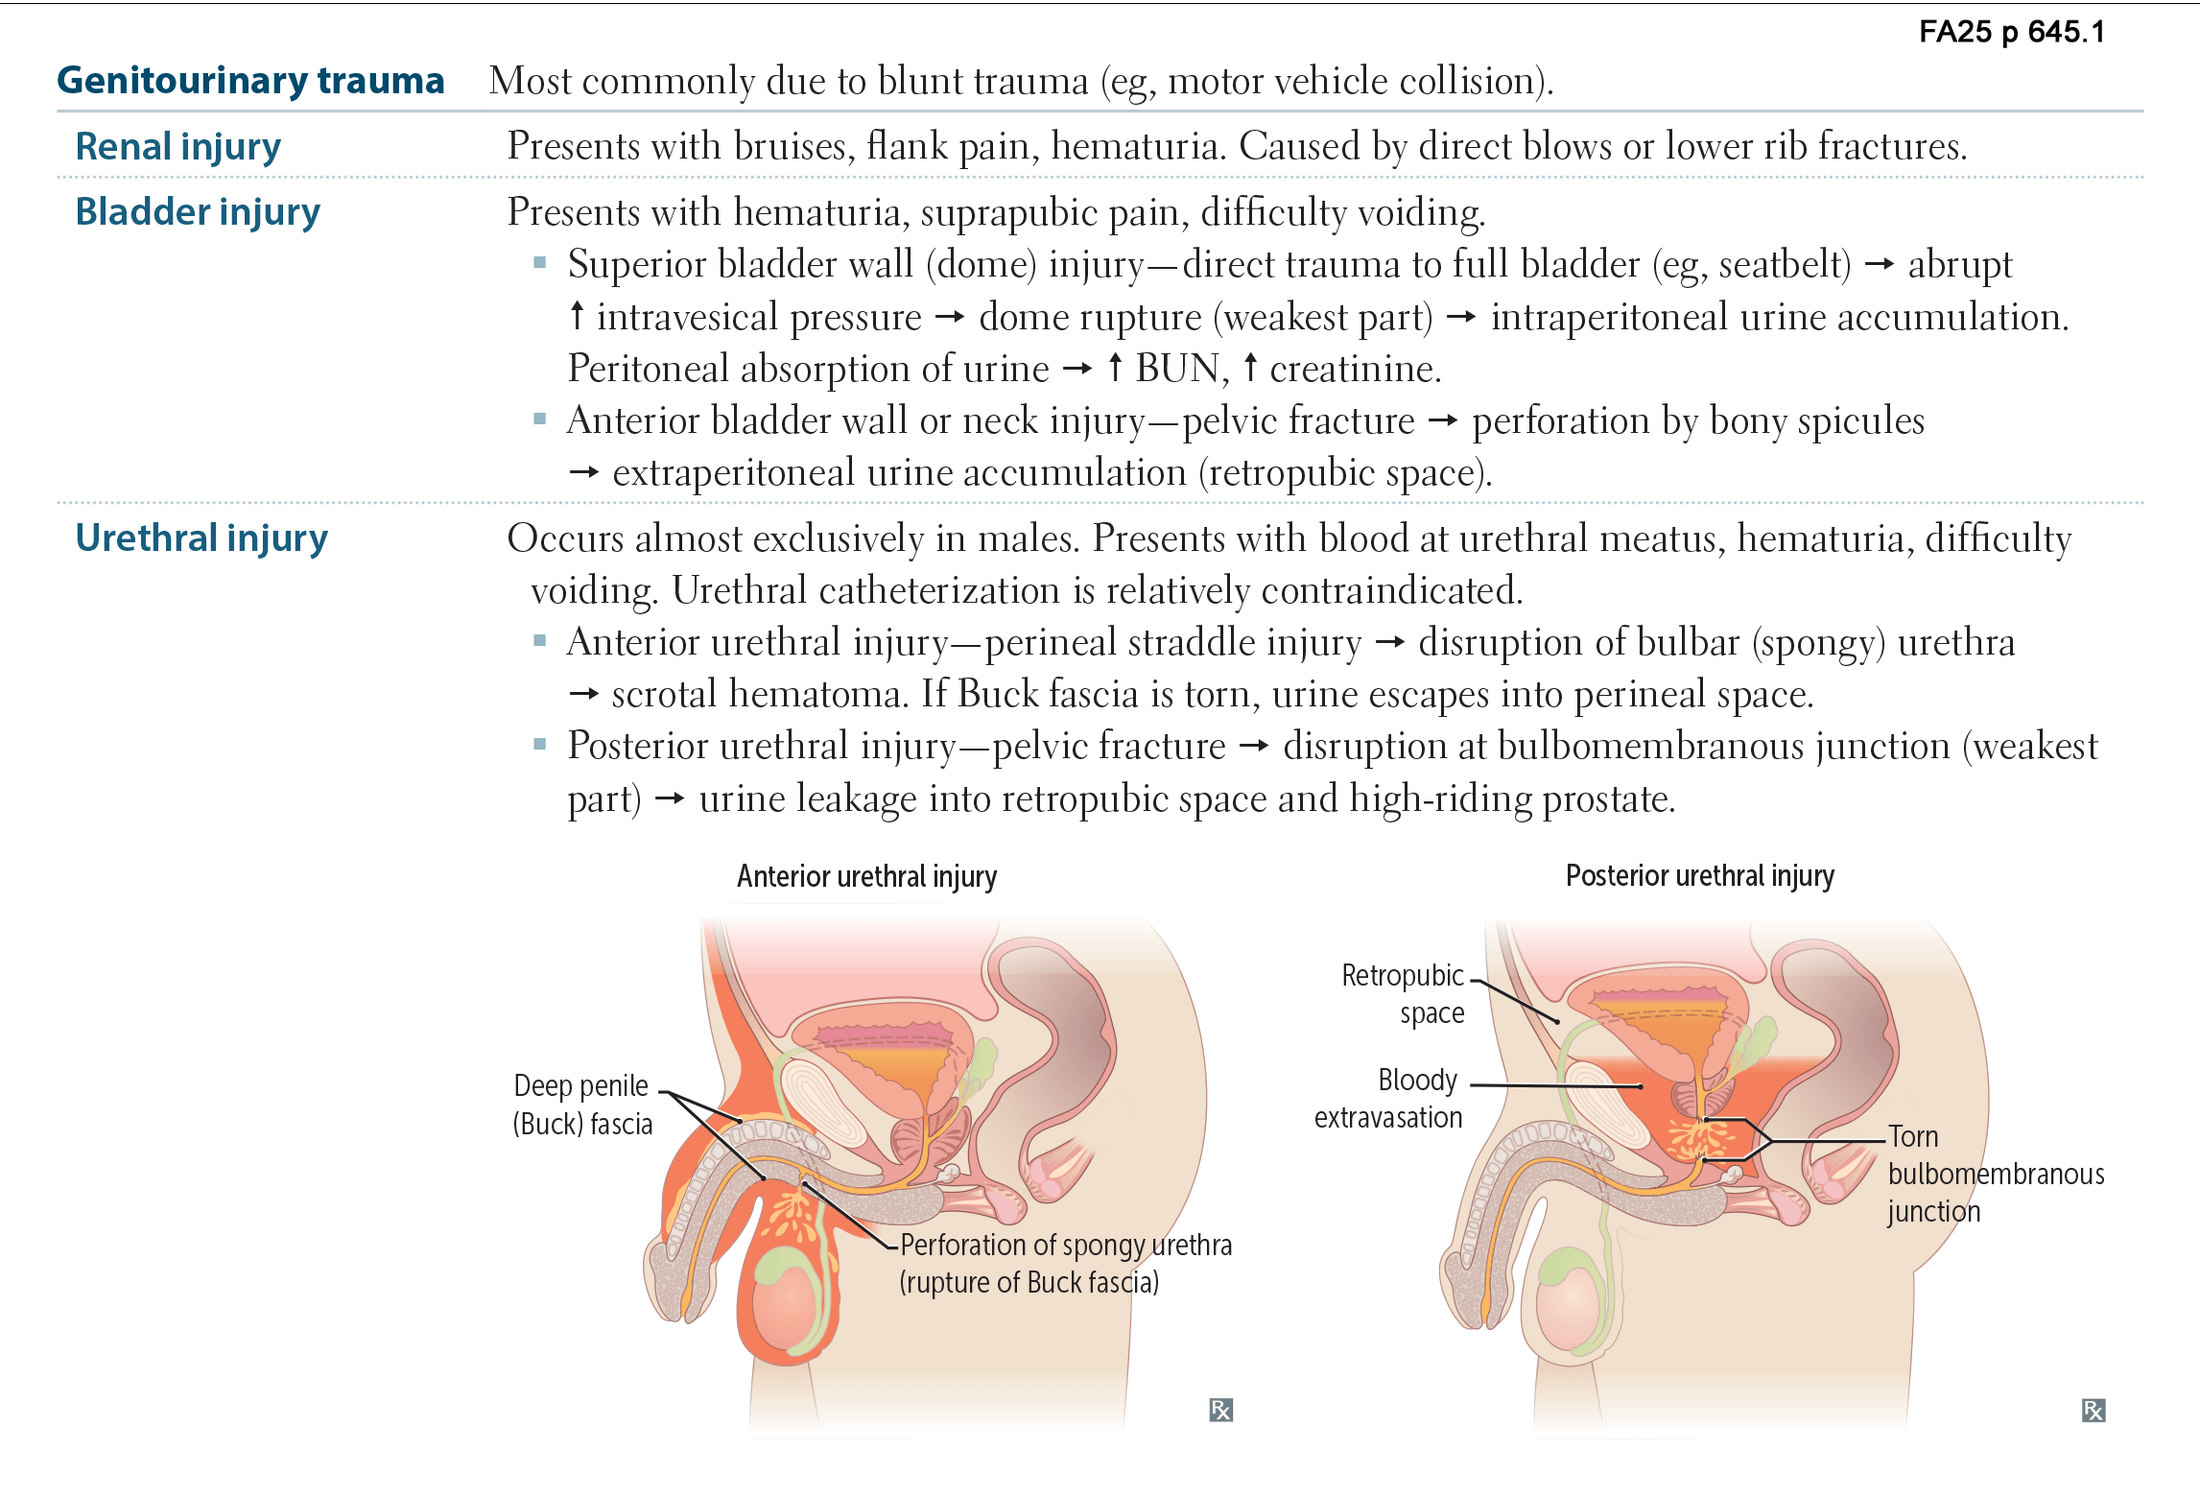 FA25 p 645.1
Genitourinary trauma Most commonly due to blunt trauma (eg, motor vehicle collision).
Renal injury Presents with bruises, flank pain, hematuria. Caused by direct blows or lower rib fractures.
Bladder injury Presents with hematuria, suprapubic pain, difficulty voiding.
▪ Superior bladder wall (dome) injury—direct trauma to full bladder (eg, seatbelt) → abrupt
↑ intravesical pressure → dome rupture (weakest part) → intraperitoneal urine accumulation.
Peritoneal absorption of urine → ↑ BUN, ↑ creatinine.
▪ Anterior bladder wall or neck injury—pelvic fracture → perforation by bony spicules
→ extraperitoneal urine accumulation (retropubic space).
Urethral injury Occurs almost exclusively in males. Presents with blood at urethral meatus, hematuria, difficulty
voiding. Urethral catheterization is relatively contraindicated.
▪ Anterior urethral injury—perineal straddle injury → disruption of bulbar (spongy) urethra
→ scrotal hematoma. If Buck fascia is torn, urine escapes into perineal space.
▪ Posterior urethral injury—pelvic fracture → disruption at bulbomembranous junction (weakest
part) → urine leakage into retropubic space and high-riding prostate.
Anterior urethral injury
Deep penile
(Buck) fascia
Perforation of spongy urethra
(rupture of Buck fascia)
Rx
Posterior urethral injury
Retropubic
space
Bloody
extravasation
Torn
bulbomembranous
junction
Rx